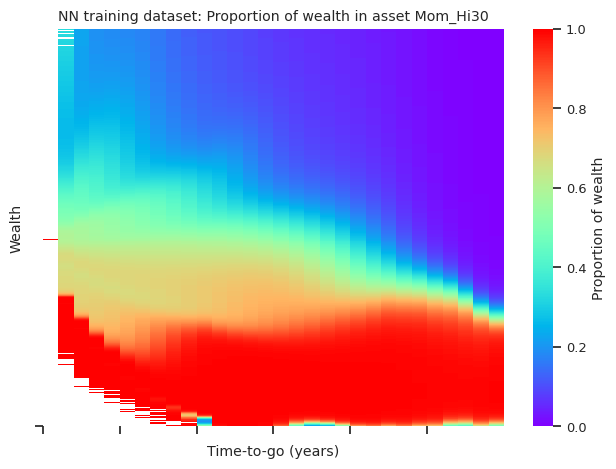 NN training dataset: Proportion of wealth in asset Mom_Hi30
Wealth
Time-to-go (years)
1.0
0.8
0.6
0.4
0.2
0.0
Proportion of wealth